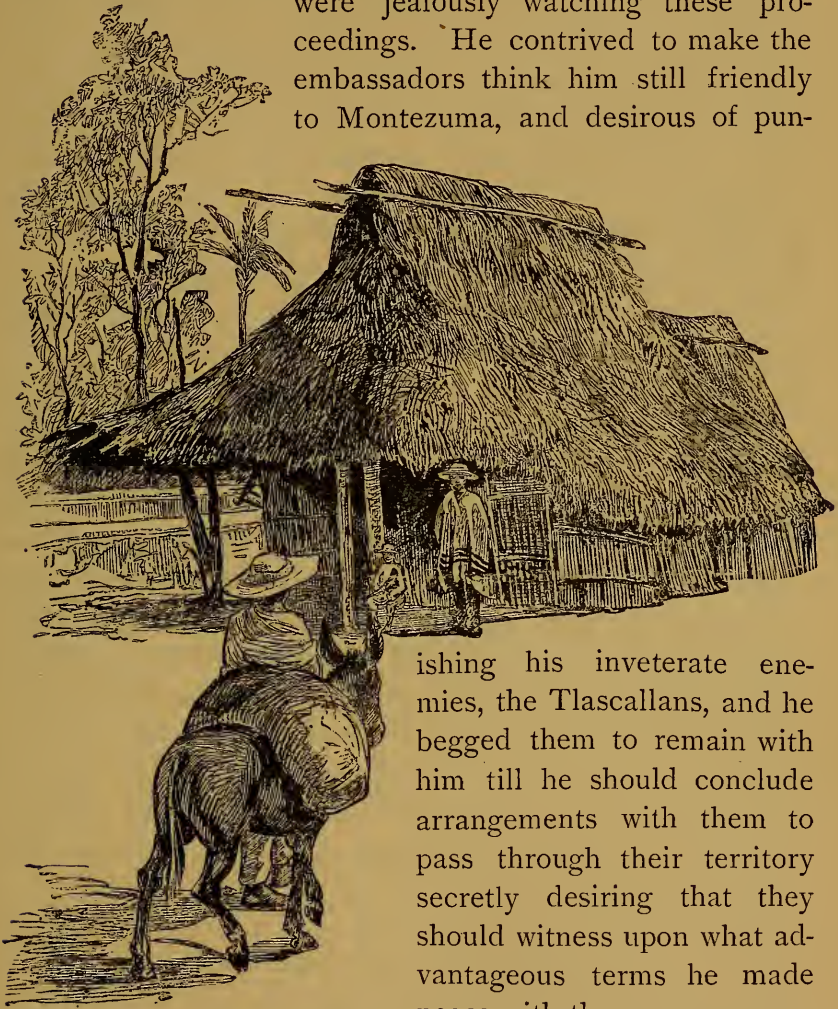 were jealously watching these pro-
ceedings. He contrived to make the
embassadors think him still friendly
to Montezuma, and desirous of pun-
ishing his inveterate ene-
mies, the Tlascallans, and he
begged them to remain with
him till he should conclude
arrangements with them to
pass through their territory
secretly desiring that they
should witness upon what ad-
vantageous terms he made